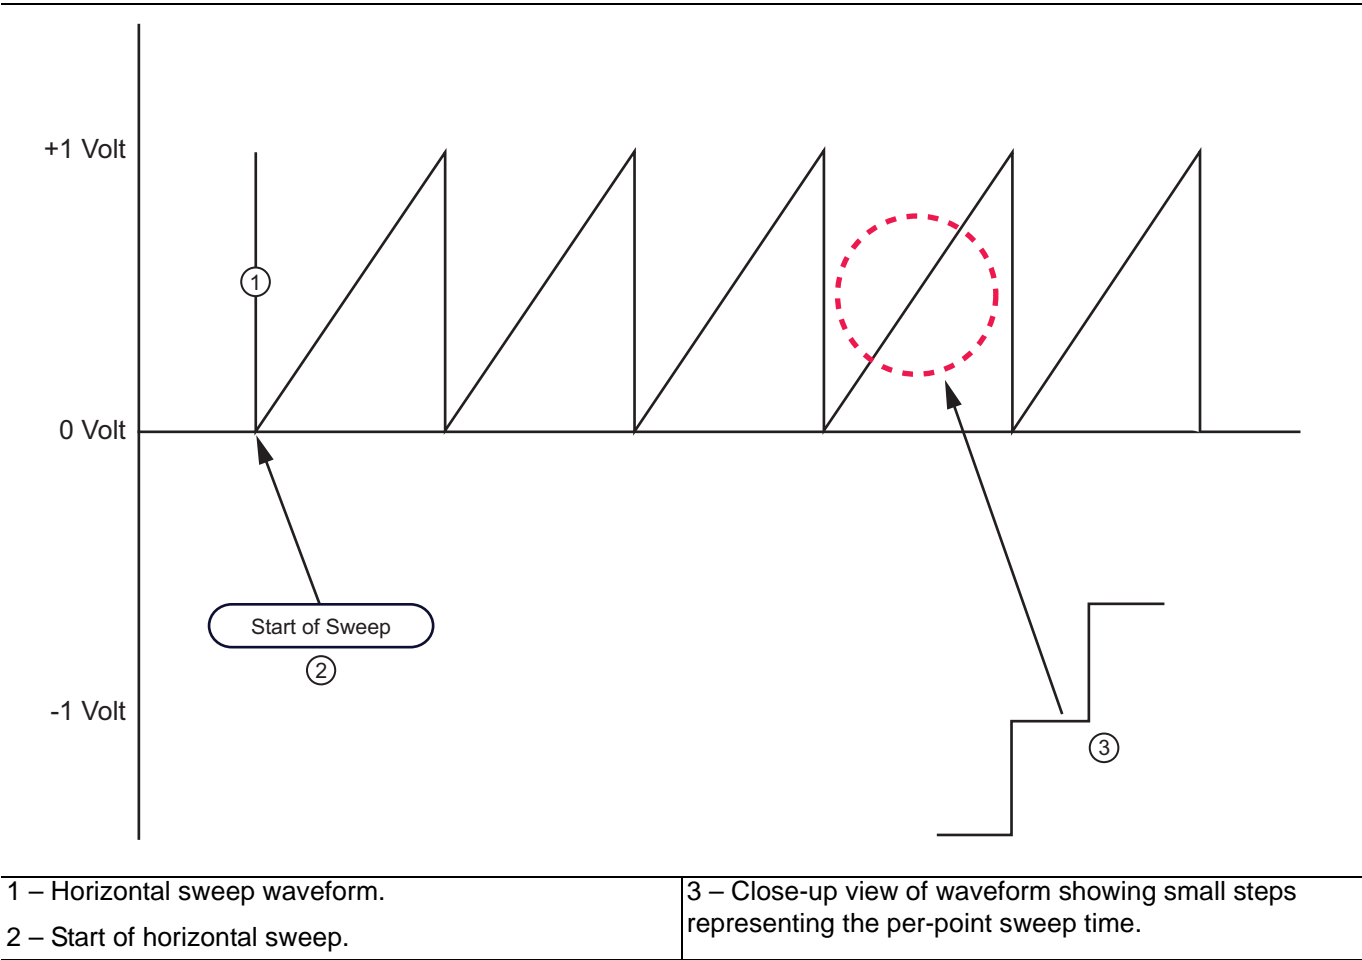 +1 Volt
1
0 Volt
Start of Sweep
2
-1 Volt
3
1 – Horizontal sweep waveform.
2 – Start of horizontal sweep.
3 – Close-up view of waveform showing small steps
representing the per-point sweep time.